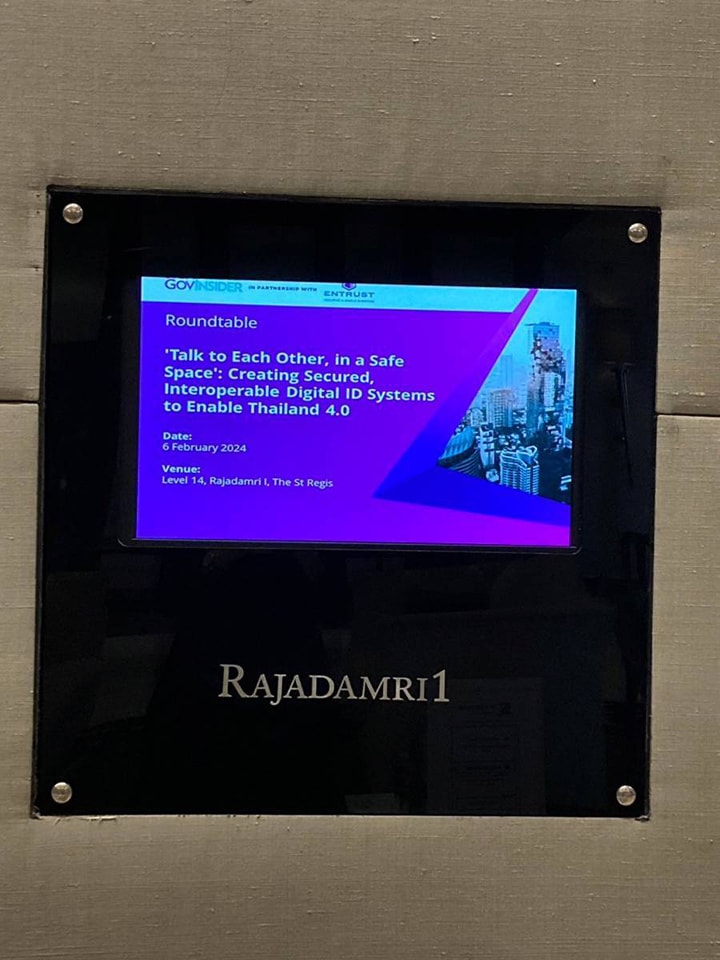 GOVINSIDER IN PARTNERSHIP WITH ENTRUST
Roundtable
'Talk to Each Other, in a Safe
Space': Creating Secured,
Interoperable Digital ID Systems
to Enable Thailand 4.0
Date:
6 February 2024
Venue:
Level 14, Rajadamri I, The St Regis
RAJADAMRI1